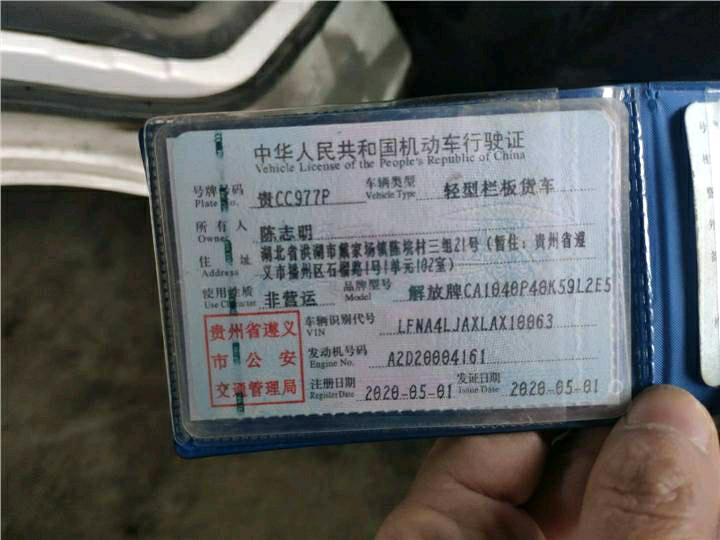 中华人民共和国机动车行驶证
Vehicle License of the People's Republic of China
号牌号码 贵CC977P 车辆类型 轻型栏板货车
Plate No. Vehicle Type
所有人 陈志明
Owner
住址 湖北省洪湖市戴家场镇陈垸村三组21号（暂住：贵州省遵
Address 义市播州区石榴路1号1单元102室）
使用性质 非营运 品牌型号 解放牌CA1040P40K59L2E5
Use Character Model
贵州省遵义
市公安
交通管理局
车辆识别代号 LFNA4LJAXLAX10063
VIN
发动机号码 A2D20004161
Engine No.
注册日期 2020-05-01 发证日期 2020-05-01
Register Date Issue Date